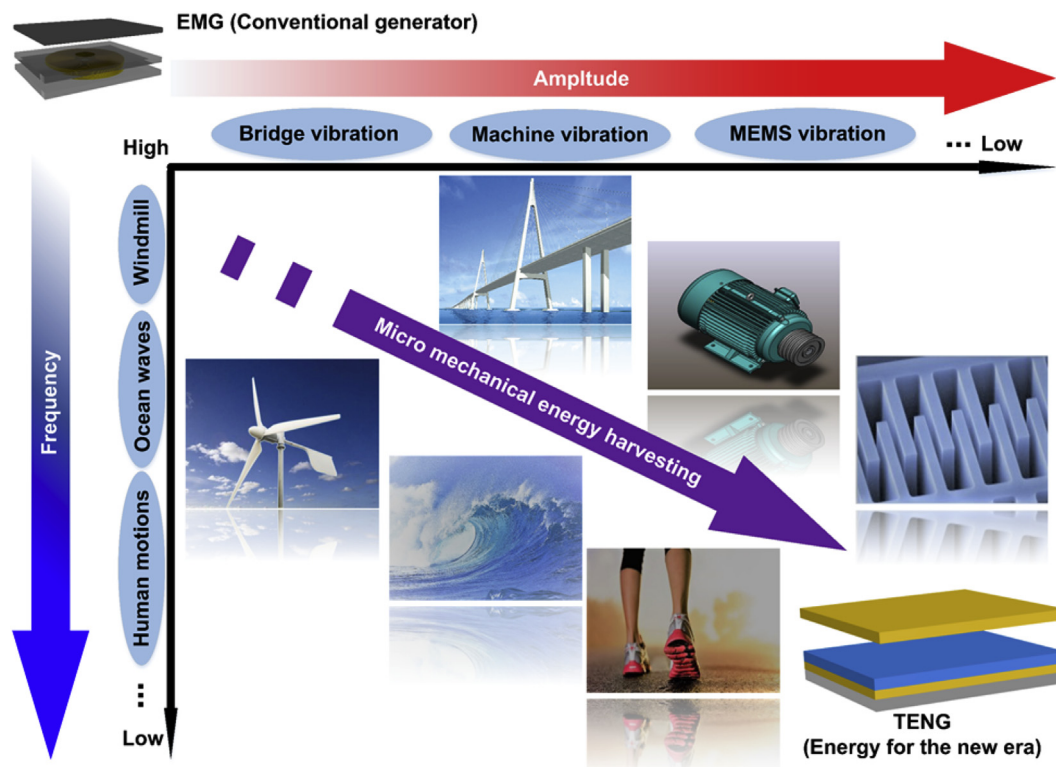 EMG (Conventional generator)
Ampltude
Bridge vibration
Machine vibration
MEMS vibration
High
... Low
Windmill
Ocean waves
Human motions
Frequency
Micro mechanical energy harvesting
...
Low
TENG
(Energy for the new era)